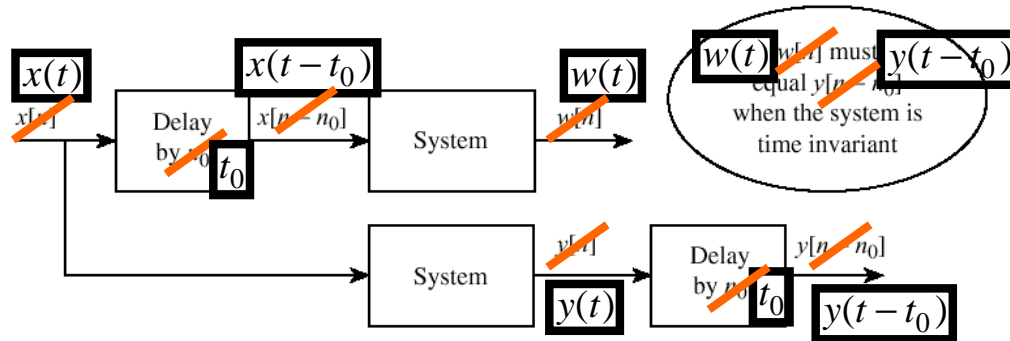 x(t)
x[n]
Delay
by n₀
t₀
x(t − t₀)
x[n − n₀]
System
w(t)
w[n]
w(t) w[n] must y(t − t₀)
equal y[n − n₀]
when the system is
time invariant
System
y[n]
y(t)
Delay
by n₀
t₀
y[n − n₀]
y(t − t₀)